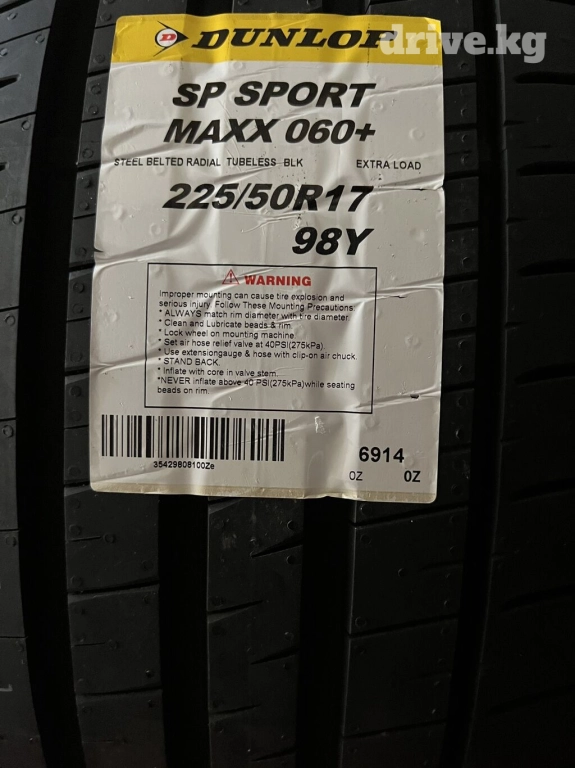 DUNLOP
drive.kg
SP SPORT
MAXX 060+
STEEL BELTED RADIAL TUBELESS BLK EXTRA LOAD
225/50R17
98Y
WARNING
Improper mounting can cause tire explosion and
serious injury. Follow These Mounting Precautions
* ALWAYS match rim diameter with tire diameter
* Clean and Lubricate beads & rim.
* Lock wheel on mounting machine
* Set air hose relief valve at 40PSI(275kPa).
* Use extensiongauge & hose with clip-on air chuck.
* STAND BACK.
* Inflate with core in valve stem.
*NEVER inflate above 40 PSI(275kPa)while seating
beads on rim.
35429808100Ze
6914
OZ OZ